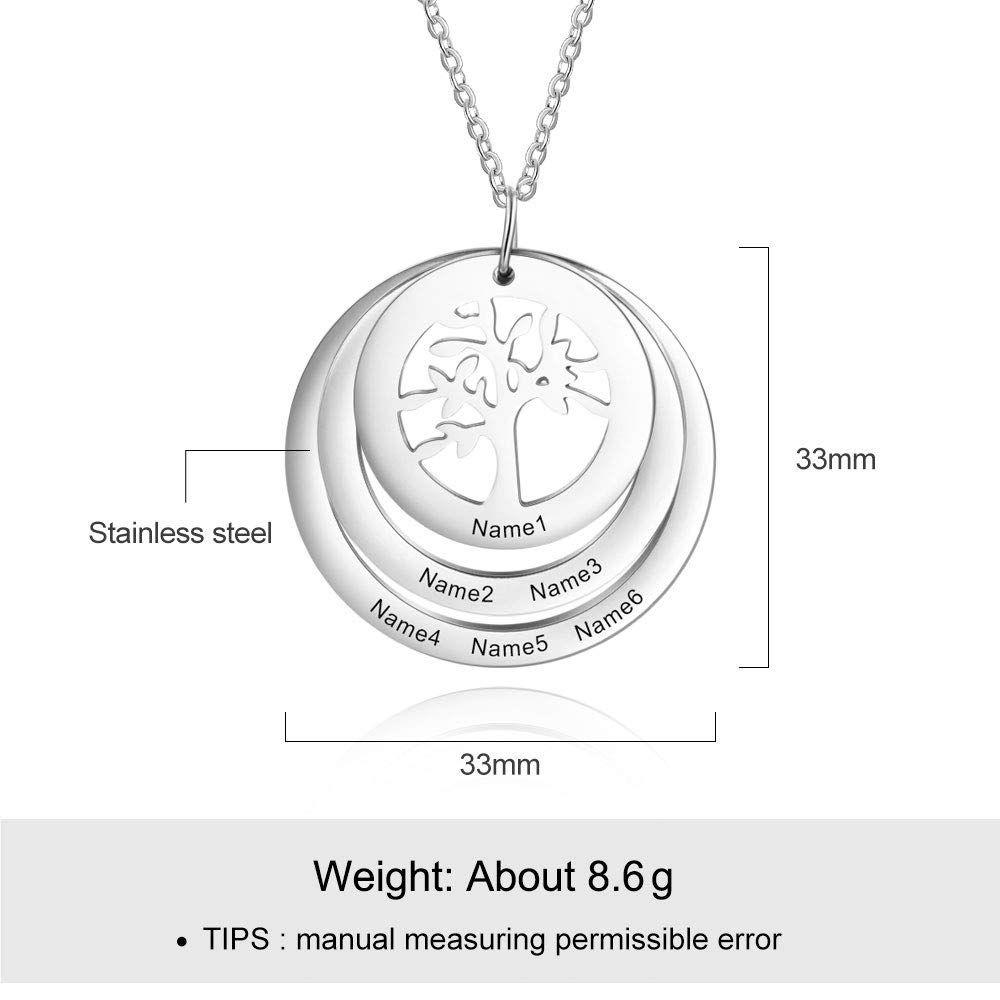 33mm
Stainless steel
Name1
Name2 Name3
Name4 Name5 Name6
33mm
Weight: About 8.6g
• TIPS : manual measuring permissible error